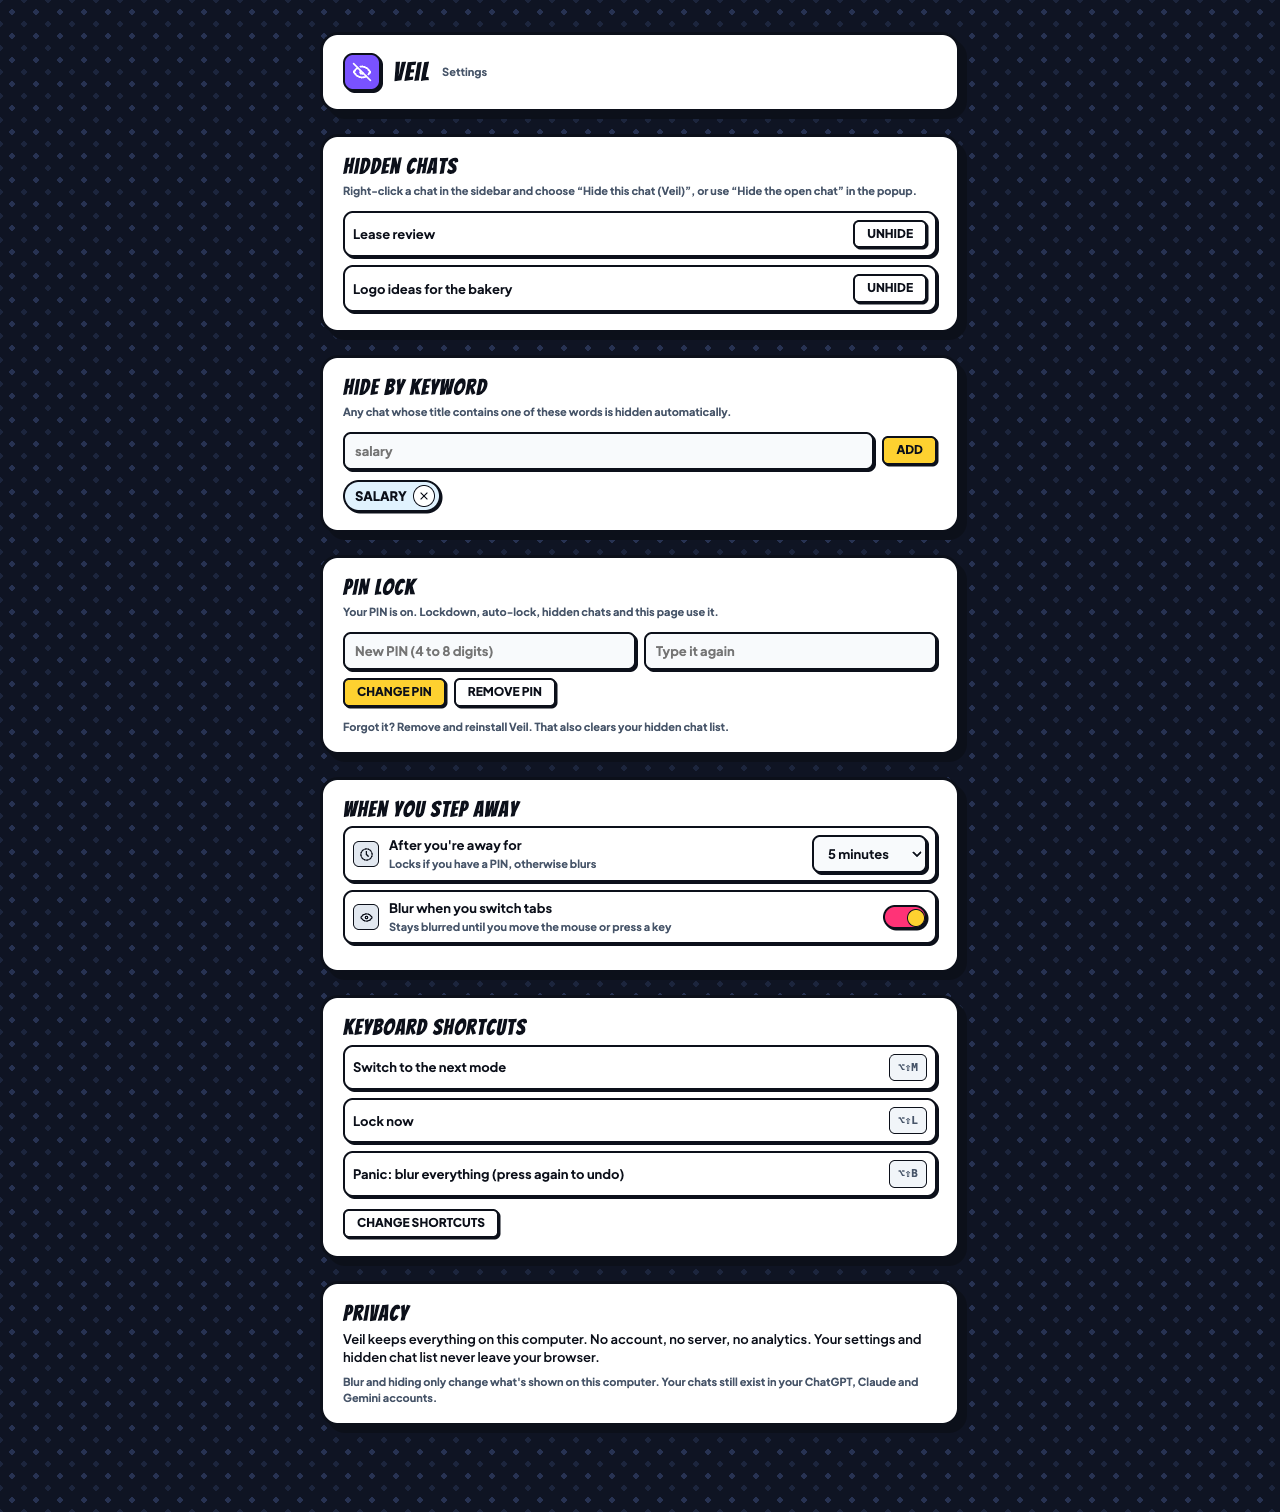 VEIL Settings
HIDDEN CHATS
Right-click a chat in the sidebar and choose “Hide this chat (Veil)”, or use “Hide the open chat” in the popup.
Lease review UNHIDE
Logo ideas for the bakery UNHIDE
HIDE BY KEYWORD
Any chat whose title contains one of these words is hidden automatically.
salary ADD
SALARY
PIN LOCK
Your PIN is on. Lockdown, auto-lock, hidden chats and this page use it.
New PIN (4 to 8 digits) Type it again
CHANGE PIN REMOVE PIN
Forgot it? Remove and reinstall Veil. That also clears your hidden chat list.
WHEN YOU STEP AWAY
After you're away for 5 minutes
Locks if you have a PIN, otherwise blurs
Blur when you switch tabs
Stays blurred until you move the mouse or press a key
KEYBOARD SHORTCUTS
Switch to the next mode ⌥⇧M
Lock now ⌥⇧L
Panic: blur everything (press again to undo) ⌥⇧B
CHANGE SHORTCUTS
PRIVACY
Veil keeps everything on this computer. No account, no server, no analytics. Your settings and
hidden chat list never leave your browser.
Blur and hiding only change what's shown on this computer. Your chats still exist in your ChatGPT, Claude and
Gemini accounts.